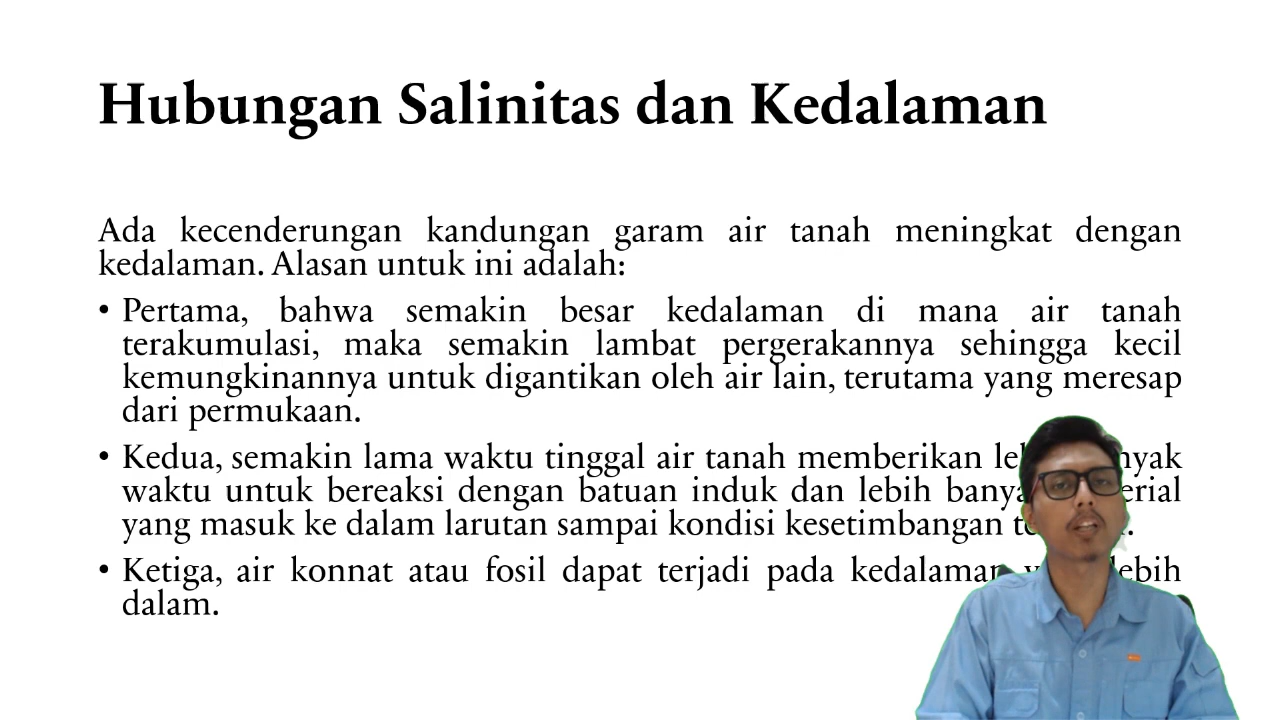 Hubungan Salinitas dan Kedalaman
Ada kecenderungan kandungan garam air tanah meningkat dengan
kedalaman. Alasan untuk ini adalah:
• Pertama, bahwa semakin besar kedalaman di mana air tanah
terakumulasi, maka semakin lambat pergerakannya sehingga kecil
kemungkinannya untuk digantikan oleh air lain, terutama yang meresap
dari permukaan.
• Kedua, semakin lama waktu tinggal air tanah memberikan
waktu untuk bereaksi dengan batuan induk dan lebih
yang masuk ke dalam larutan sampai kondisi kesetimbangan
• Ketiga, air konnat atau fosil dapat terjadi pada lebih
dalam.